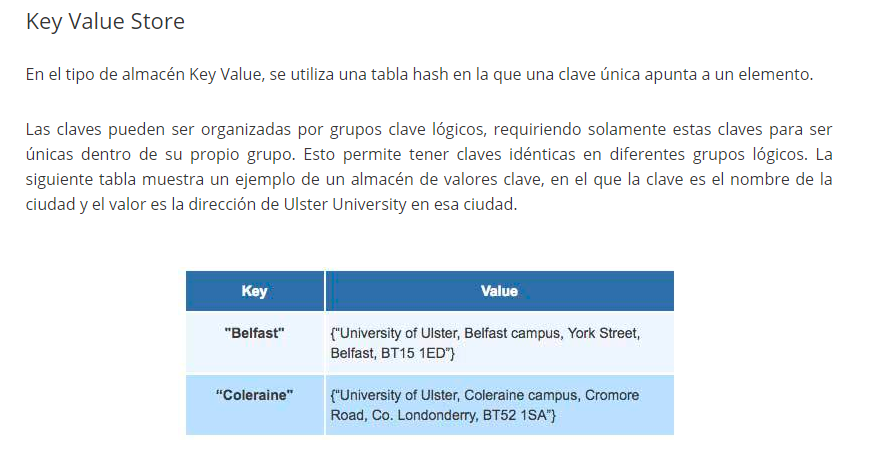 Key Value Store
En el tipo de almacén Key Value, se utiliza una tabla hash en la que una clave única apunta a un elemento.
Las claves pueden ser organizadas por grupos clave lógicos, requiriendo solamente estas claves para ser
únicas dentro de su propio grupo. Esto permite tener claves idénticas en diferentes grupos lógicos. La
siguiente tabla muestra un ejemplo de un almacén de valores clave, en el que la clave es el nombre de la
ciudad y el valor es la dirección de Ulster University en esa ciudad.
Key Value
"Belfast" {"University of Ulster, Belfast campus, York Street,
Belfast, BT15 1ED"}
"Coleraine" {"University of Ulster, Coleraine campus, Cromore
Road, Co. Londonderry, BT52 1SA"}